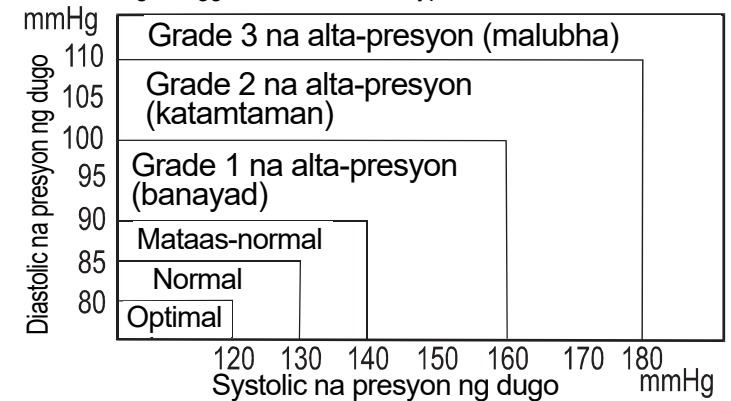 mmHg
Grade 3 na alta-presyon (malubha)
110
Grade 2 na alta-presyon
(katamtaman)
105
100
Grade 1 na alta-presyon
(banayad)
95
90
Mataas-normal
85
Normal
80
Optimal
Diastolic na presyon ng dugo
120 130 140 150 160 170 180
Systolic na presyon ng dugo
mmHg